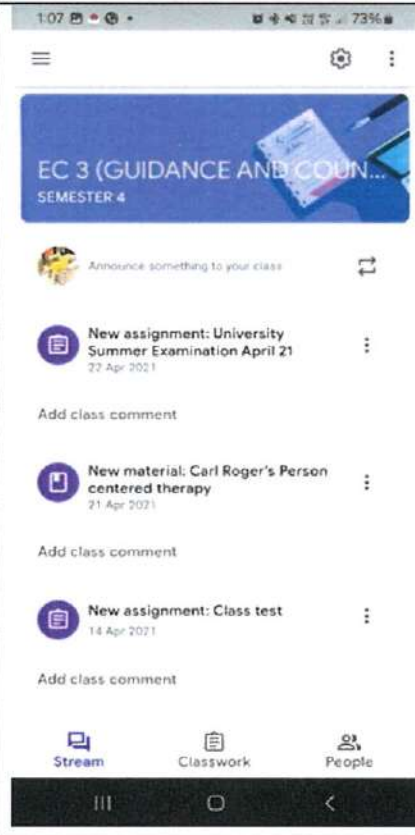 1:07
73%
EC 3 (GUIDANCE AND COUN...
SEMESTER 4
Announce something to your class
New assignment: University
Summer Examination April 21
22 Apr 2021
Add class comment
New material: Carl Roger's Person
centered therapy
21 Apr 2021
Add class comment
New assignment: Class test
14 Apr 2021
Add class comment
Stream Classwork People